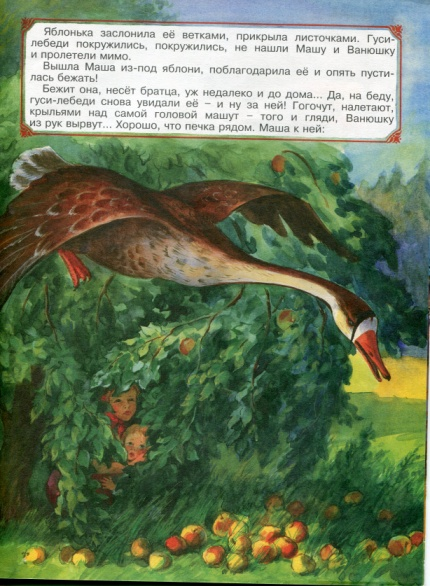 Яблонька заслонила её ветками, прикрыла листочками. Гуси-
лебеди покружились, покружились, не нашли Машу и Ванюшку
и пролетели мимо.
Вышла Маша из-под яблони, поблагодарила её и опять пусти-
лась бежать!
Бежит она, несёт братца, уж недалеко и до дома... Да, на беду,
гуси-лебеди снова увидали её – и ну за ней! Гогочут, налетают,
крыльями над самой головой машут – того и гляди, Ванюшку
из рук вырвут... Хорошо, что печка рядом. Маша к ней: